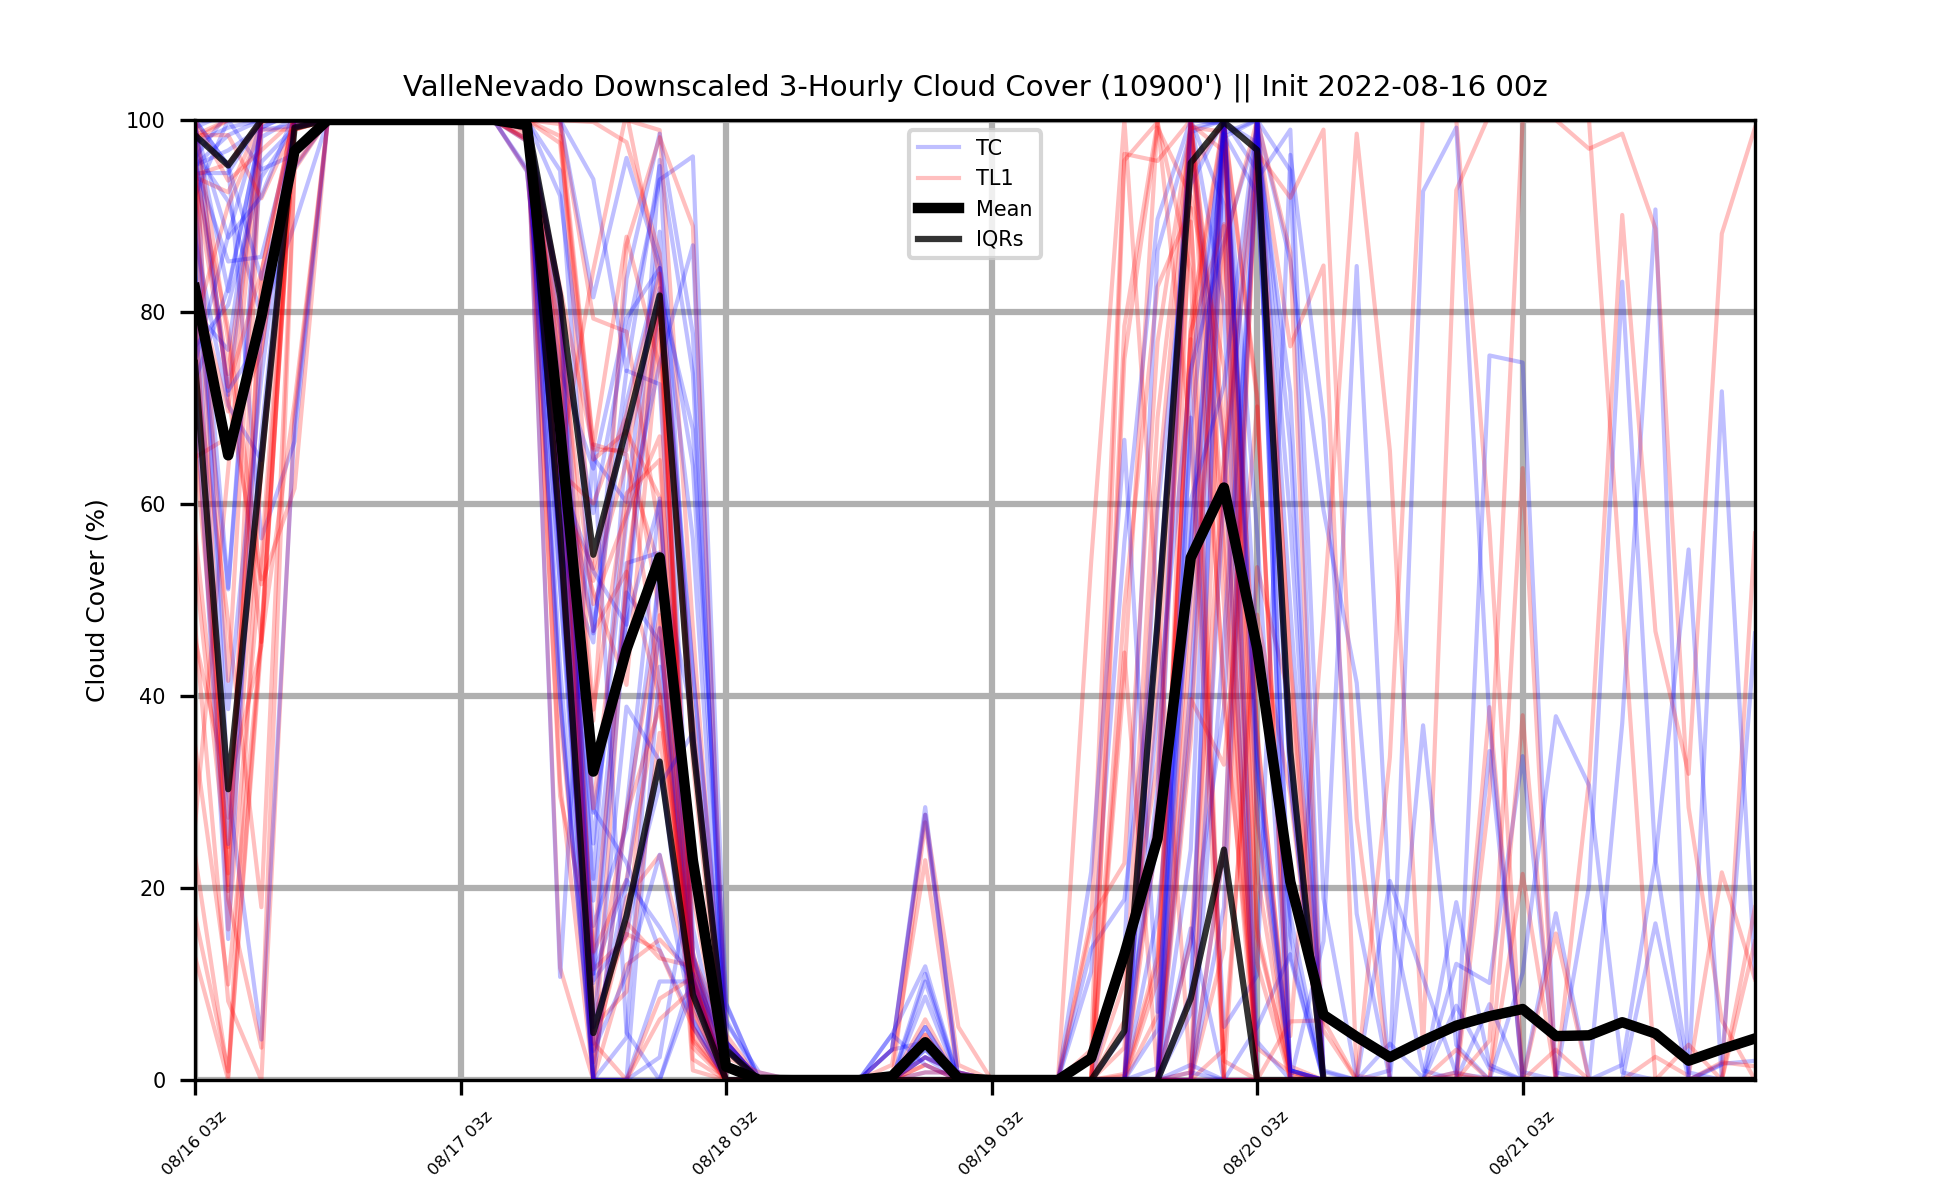 ValleNevado Downscaled 3-Hourly Cloud Cover (10900') || Init 2022-08-16 00z
TC
TL1
Mean
IQRs
Cloud Cover (%)
100
80
60
40
20
0
08/16 03z
08/17 03z
08/18 03z
08/19 03z
08/20 03z
08/21 03z